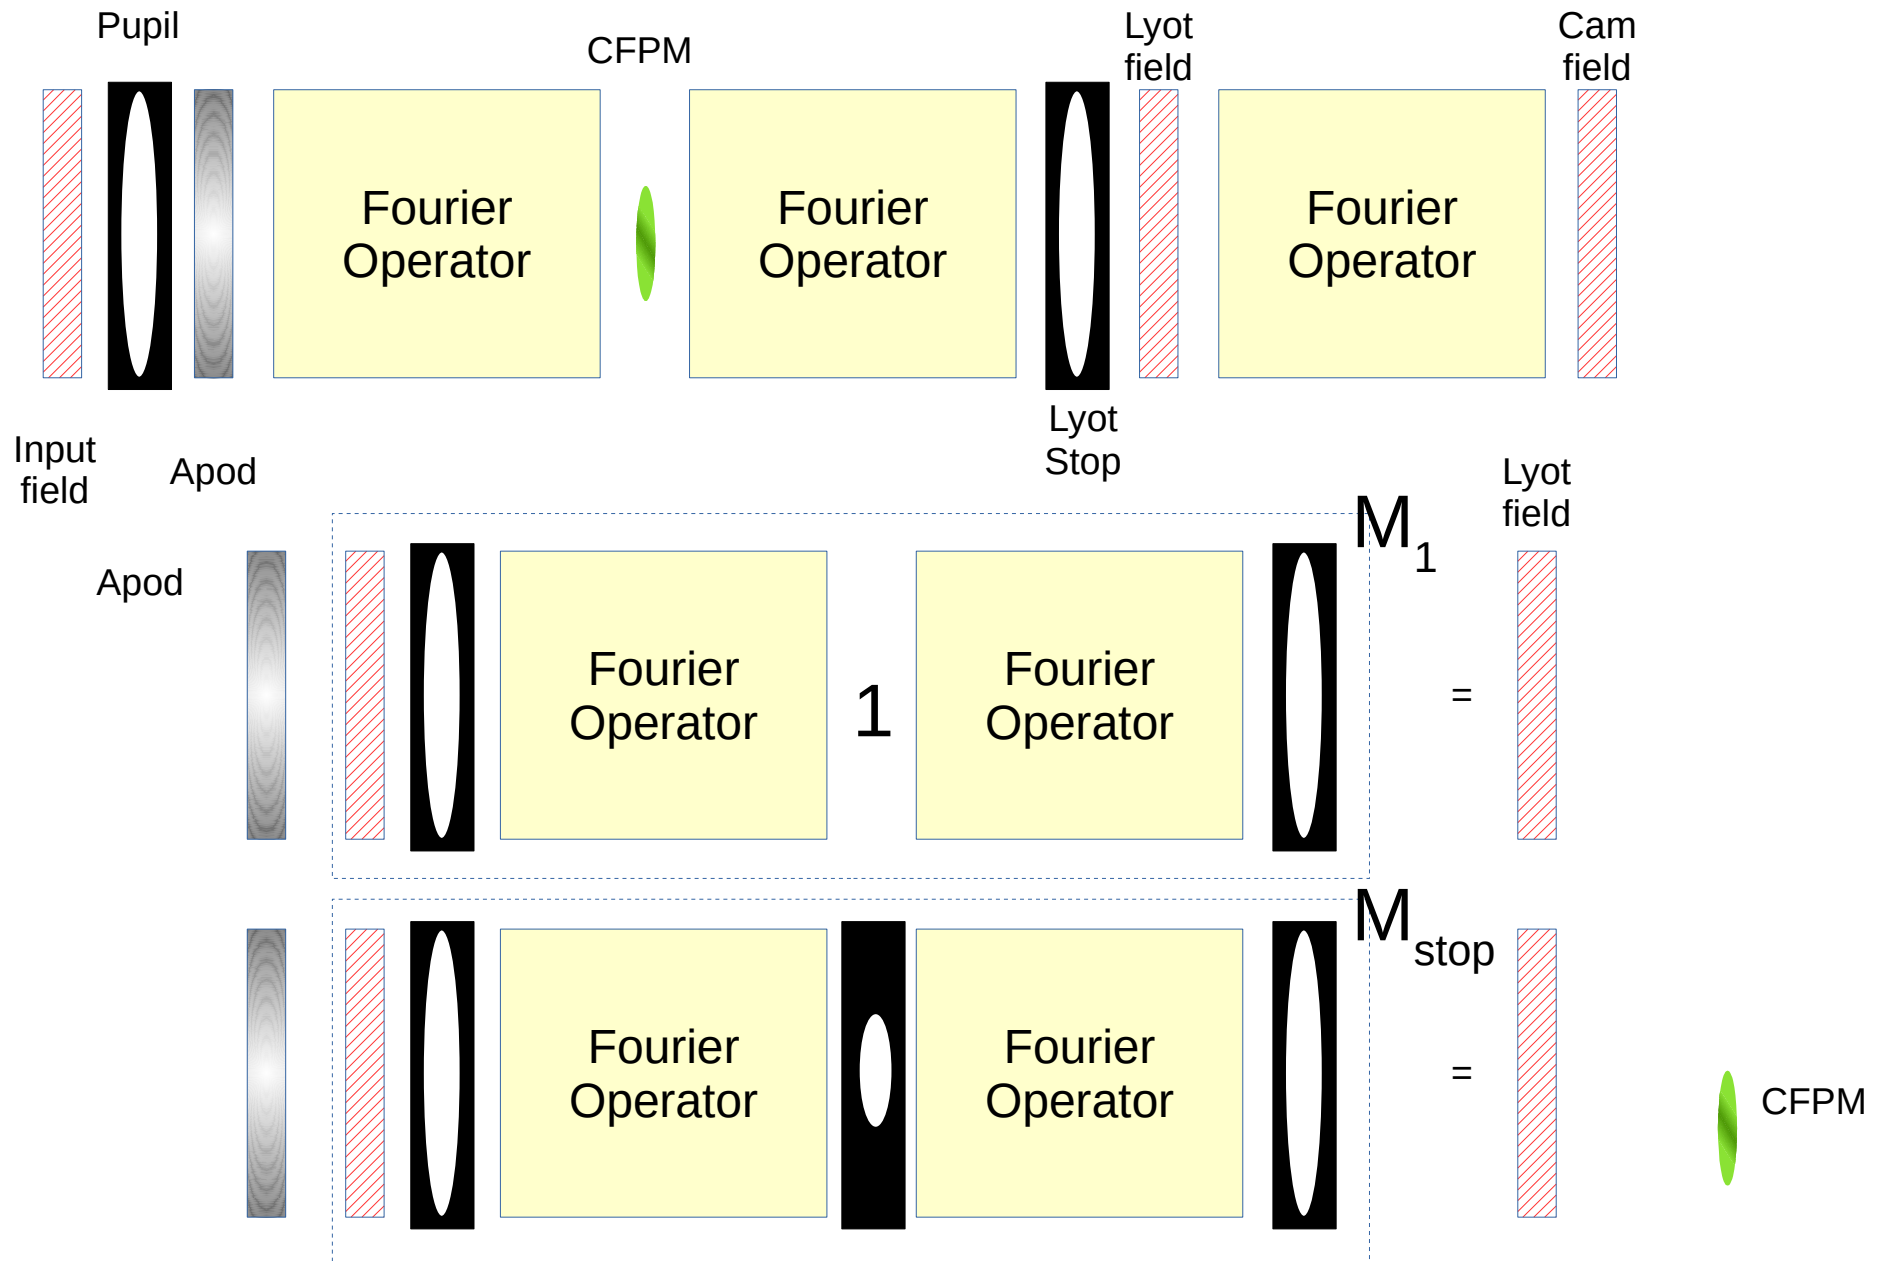 Pupil
CFPM
Lyot
field
Cam
field
Fourier
Operator
Fourier
Operator
Fourier
Operator
Input
field
Apod
Lyot
Stop
Lyot
field
M1
Apod
Fourier
Operator
1
Fourier
Operator
=
Mstop
Fourier
Operator
Fourier
Operator
=
CFPM